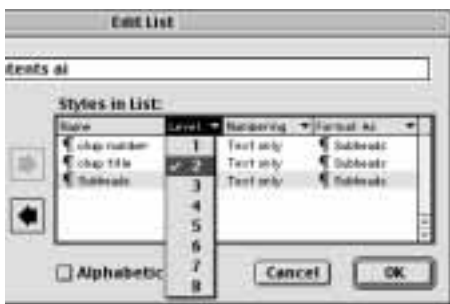 Edit List
tents ai
Styles in List:
Name Level Numbering Format As
¶ chap number 1 Text only ¶ Subheads
¶ chap title ✓ 2 Text only ¶ Subheads
¶ Subheads 3 Text only ¶ Subheads
4
5
6
7
8
Alphabetic
Cancel OK